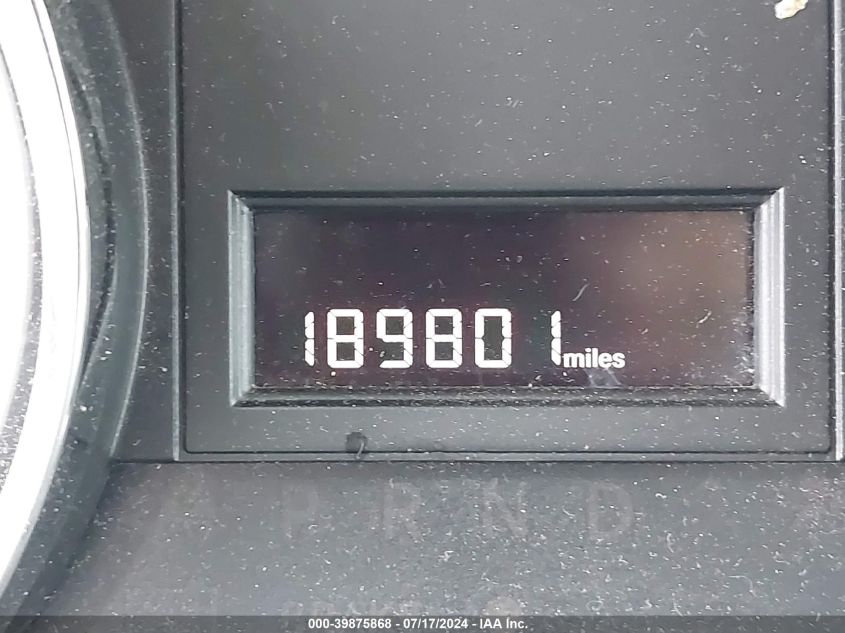 189801 miles
P R N D
000-39875868 - 07/17/2024 - IAA Inc.